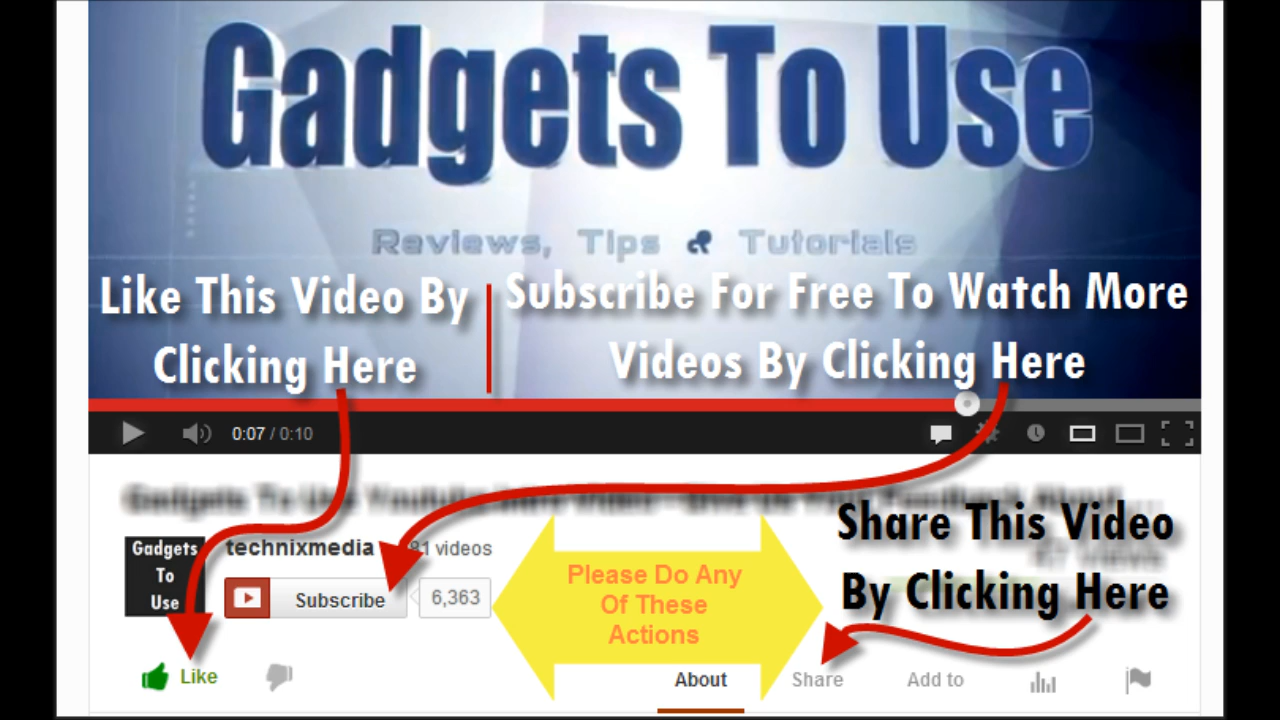 Gadgets To Use
Reviews, Tips & Tutorials
Like This Video By
Clicking Here
Subscribe For Free To Watch More
Videos By Clicking Here
0:07 / 0:10
Share This Video
By Clicking Here
Gadgets
To
Use
technixmedia
81 videos
Subscribe
6,363
Please Do Any
Of These
Actions
Like
About
Share
Add to